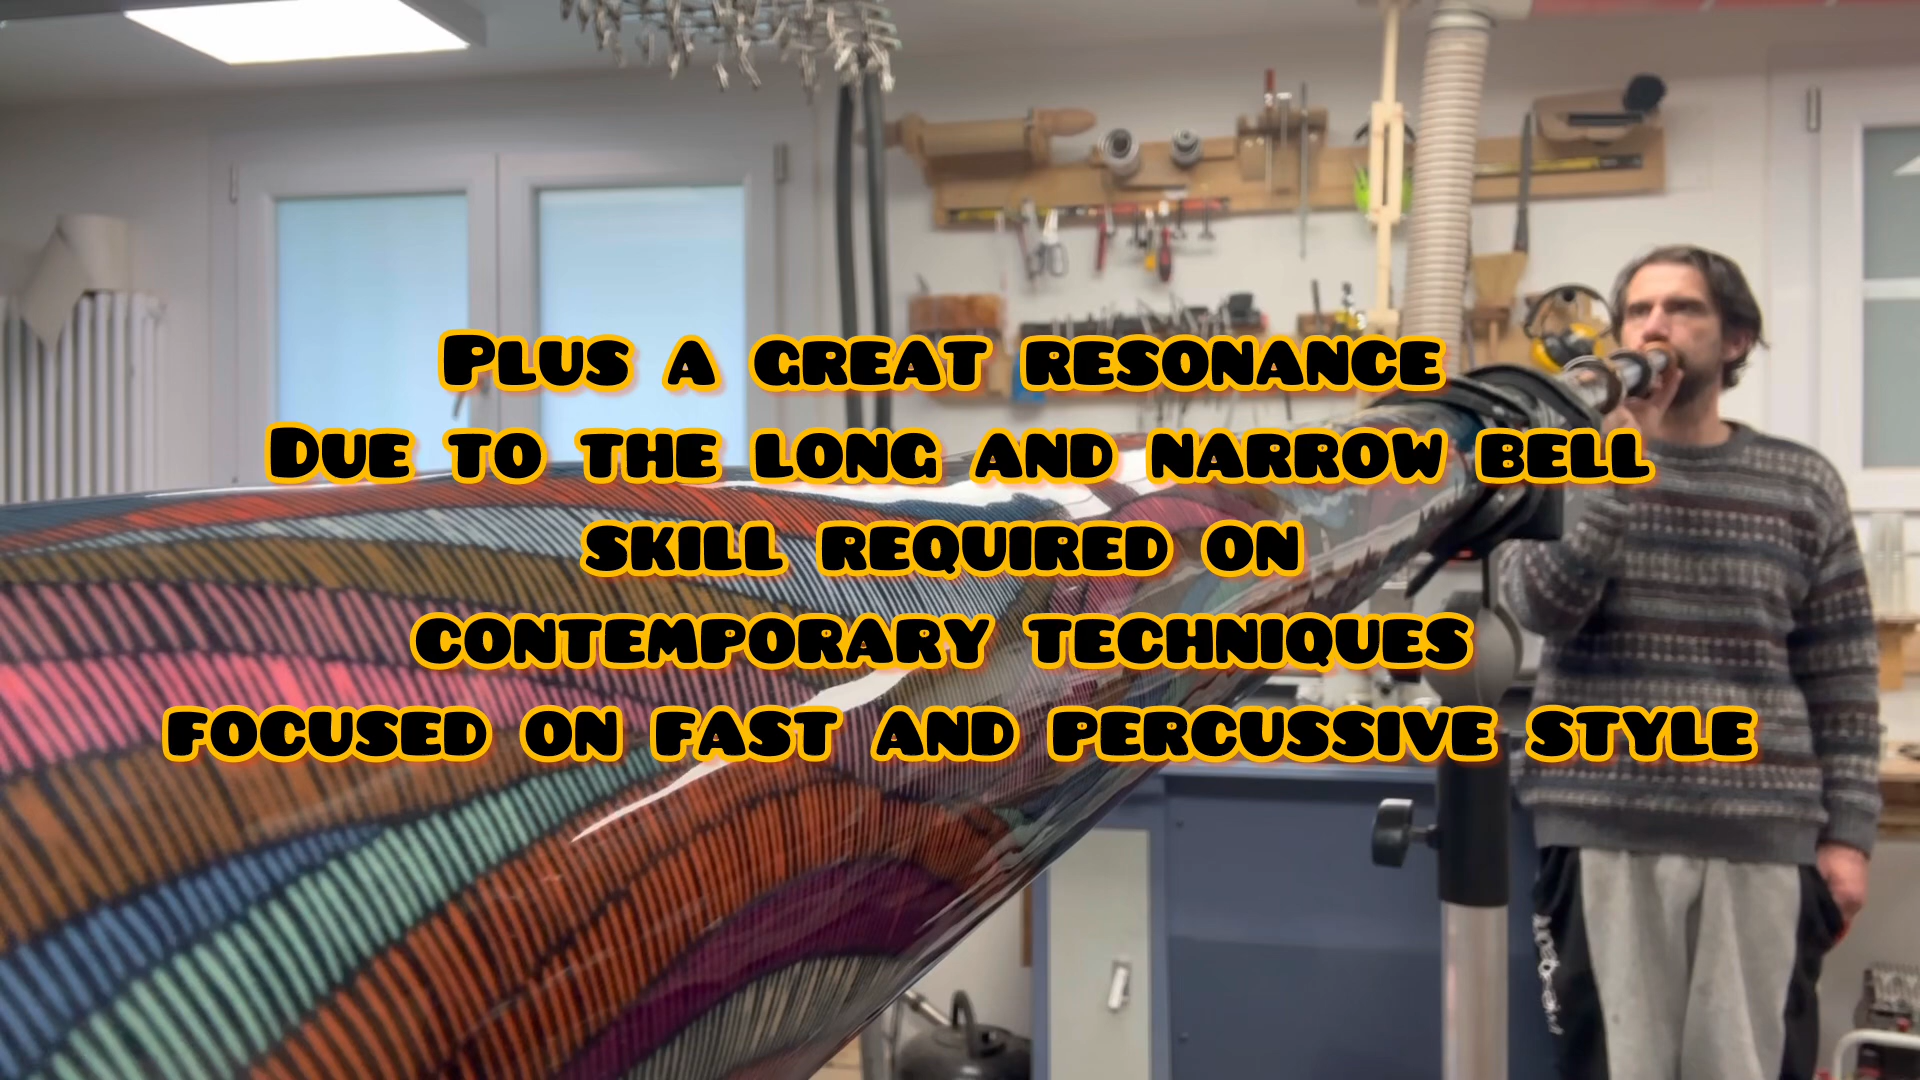 Plus a great resonance
Due to the long and narrow bell
skill required on
contemporary techniques
focused on fast and percussive style